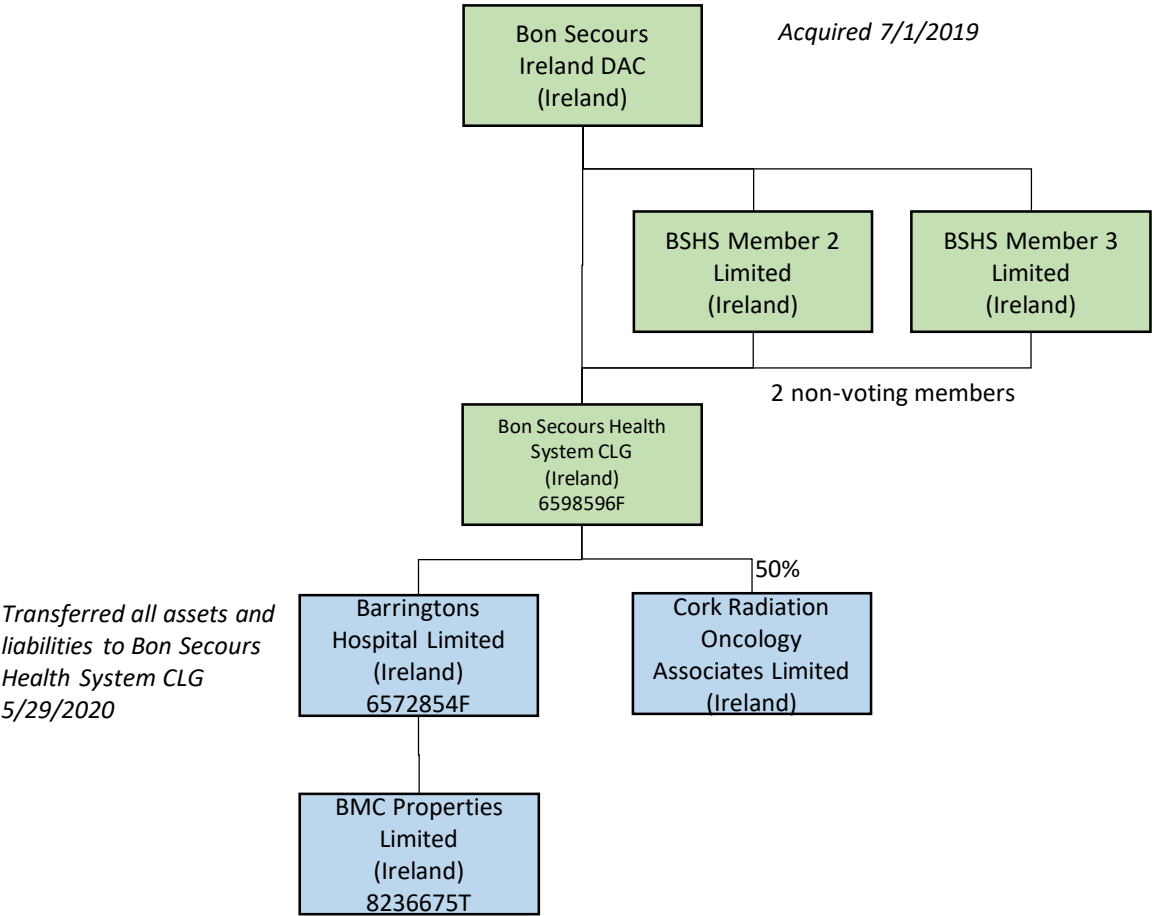 Bon Secours
Ireland DAC
(Ireland)
Acquired 7/1/2019
BSHS Member 2
Limited
(Ireland)
BSHS Member 3
Limited
(Ireland)
2 non-voting members
Bon Secours Health
System CLG
(Ireland)
6598596F
Transferred all assets and
liabilities to Bon Secours
Health System CLG
5/29/2020
Barringtons
Hospital Limited
(Ireland)
6572854F
50%
Cork Radiation
Oncology
Associates Limited
(Ireland)
BMC Properties
Limited
(Ireland)
8236675T